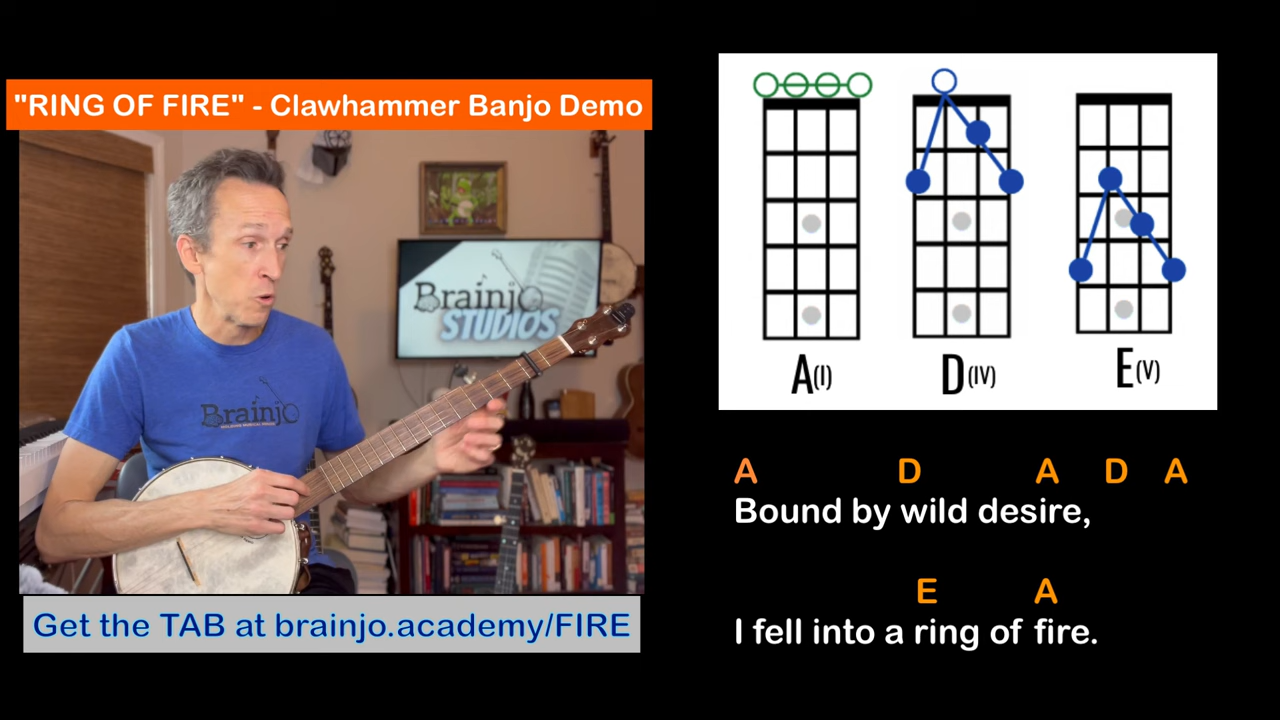 "RING OF FIRE" - Clawhammer Banjo Demo
Brainjo
STUDIOS
Brainjo
Get the TAB at brainjo.academy/FIRE
A(I) D(IV) E(V)
A D A D A
Bound by wild desire,
E A
I fell into a ring of fire.